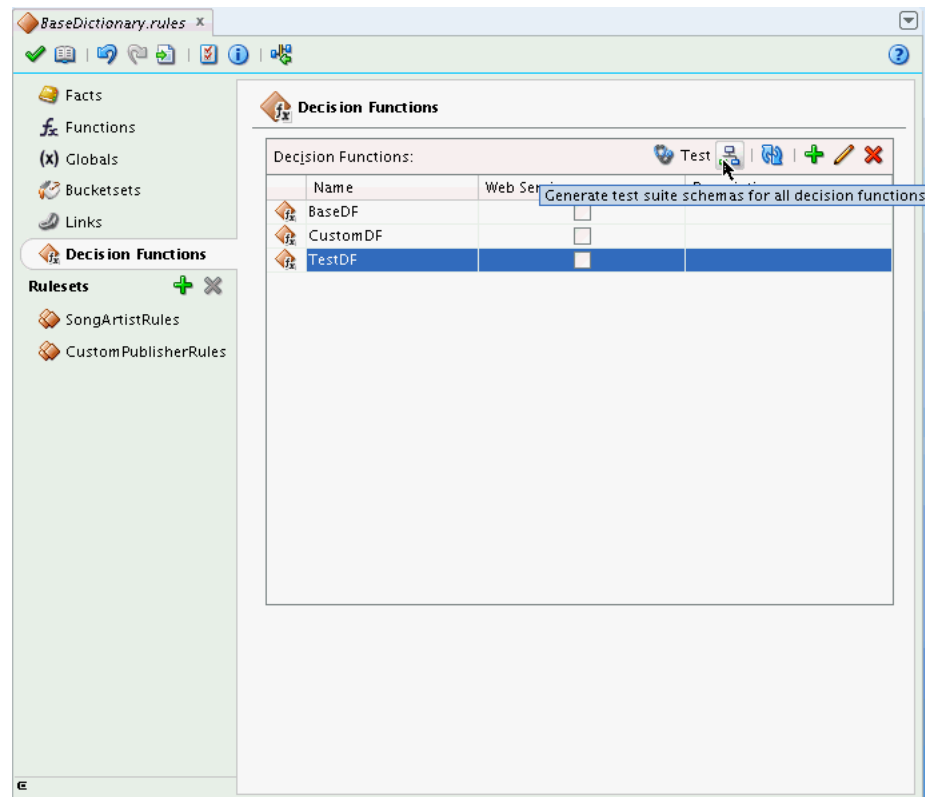 BaseDictionary.rules
Facts
Functions
Globals
Bucketsets
Links
Decision Functions
Rulesets
SongArtistRules
CustomPublisherRules
Decision Functions
Decision Functions:
Test
Name
Web Ser
Generate test suite schemas for all decision functions
BaseDF
CustomDF
TestDF